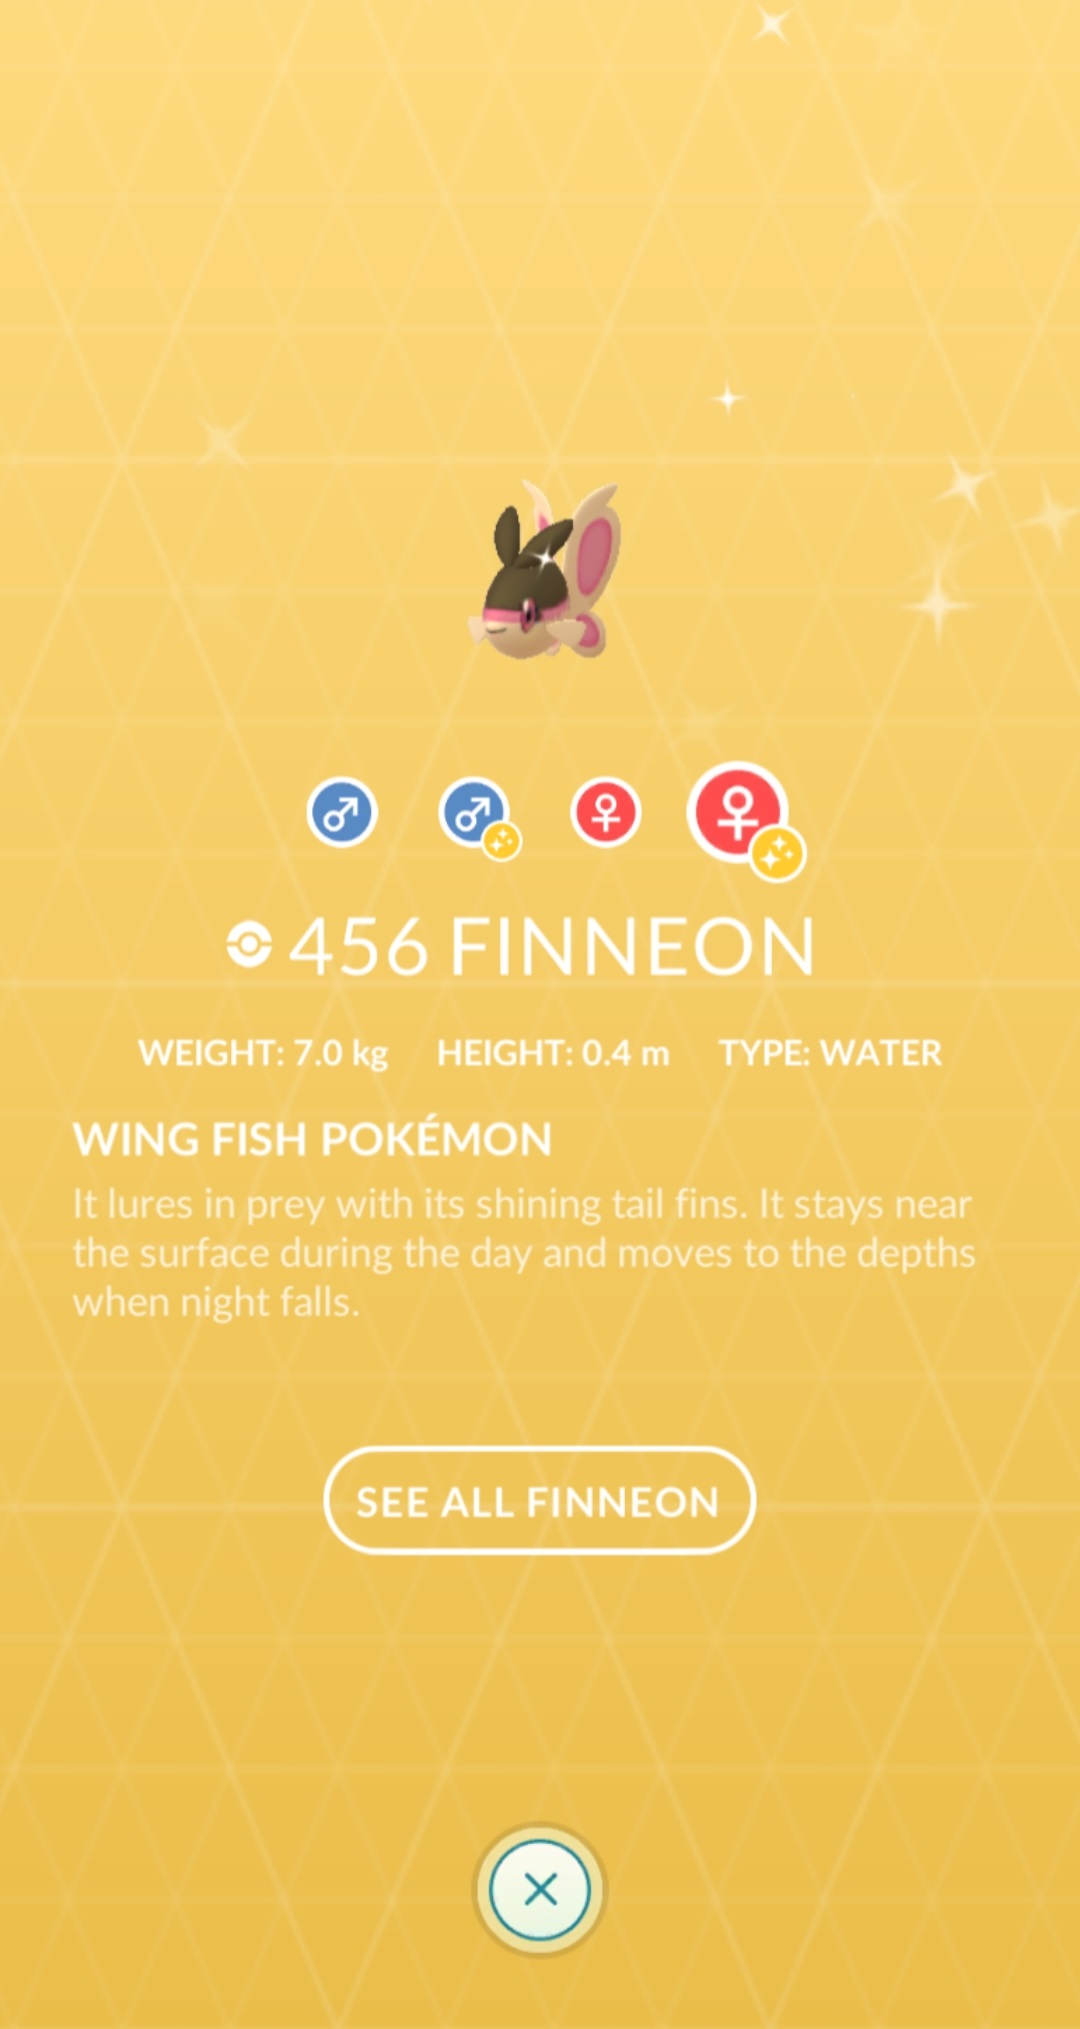 456 FINNEON
WEIGHT: 7.0 kg HEIGHT: 0.4 m TYPE: WATER
WING FISH POKÉMON
It lures in prey with its shining tail fins. It stays near
the surface during the day and moves to the depths
when night falls.
SEE ALL FINNEON